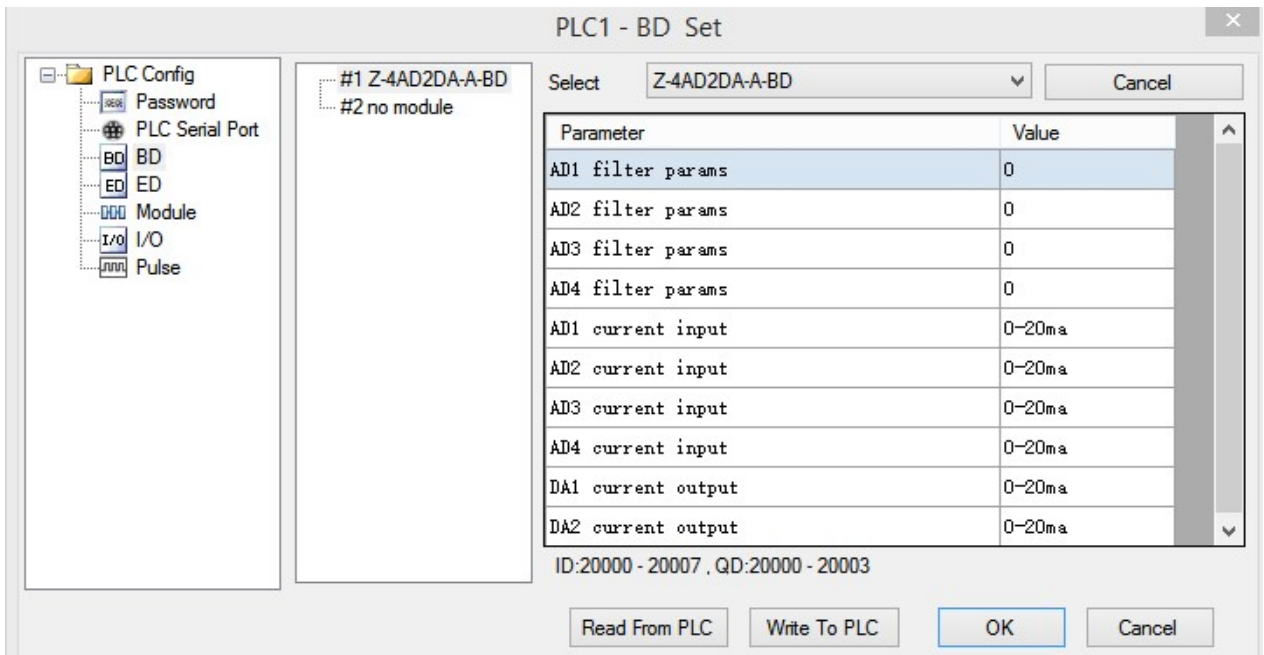 PLC1 - BD Set
PLC Config
Password
PLC Serial Port
BD BD
ED ED
Module
I/O I/O
Pulse
#1 Z-4AD2DA-A-BD
#2 no module
Select Z-4AD2DA-A-BD Cancel
Parameter Value
AD1 filter params 0
AD2 filter params 0
AD3 filter params 0
AD4 filter params 0
AD1 current input 0-20ma
AD2 current input 0-20ma
AD3 current input 0-20ma
AD4 current input 0-20ma
DA1 current output 0-20ma
DA2 current output 0-20ma
ID:20000 - 20007 , QD:20000 - 20003
Read From PLC Write To PLC OK Cancel